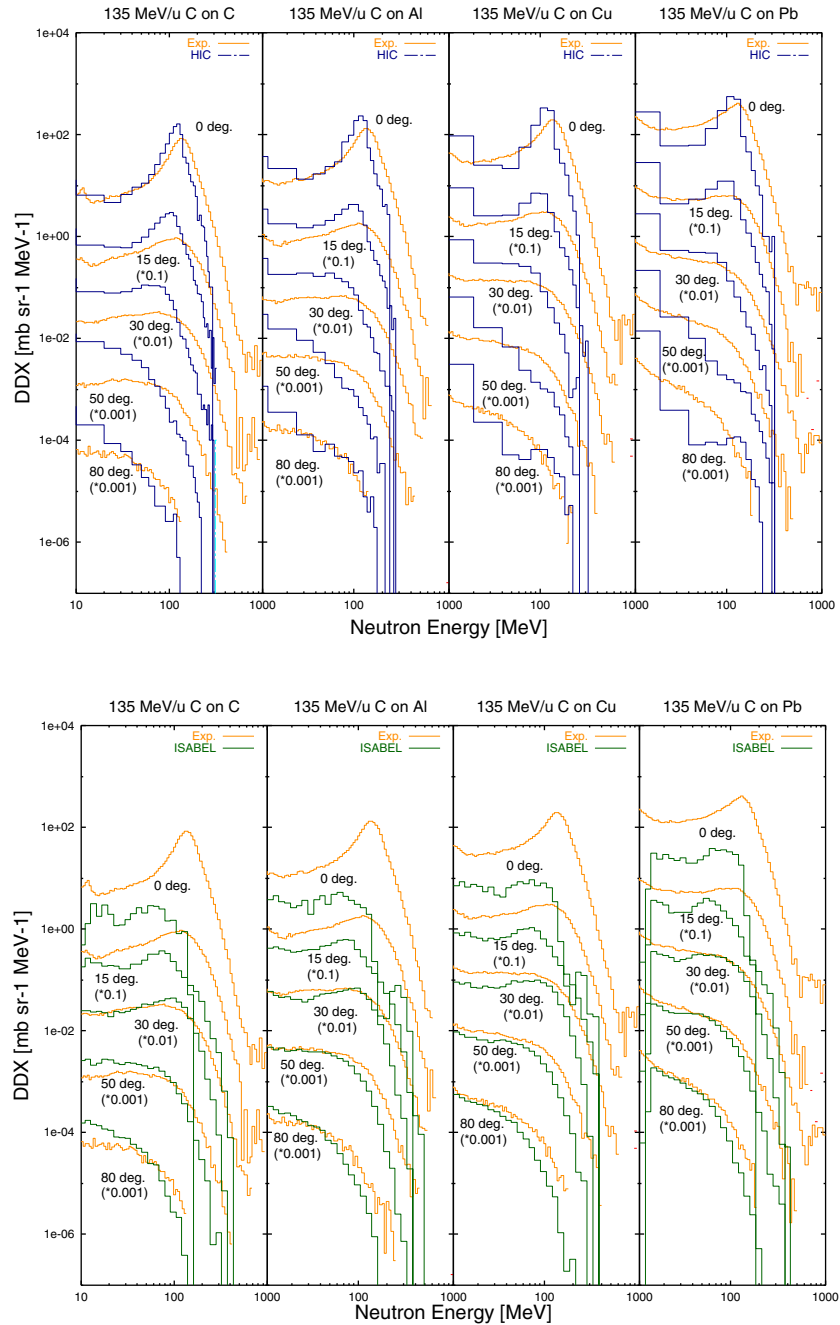 135 MeV/u C on C 135 MeV/u C on Al 135 MeV/u C on Cu 135 MeV/u C on Pb
1e+04
Exp. Exp. Exp. Exp.
HIC HIC HIC HIC
0 deg. 0 deg. 0 deg. 0 deg.
1e+02
1e+00
15 deg. 15 deg. 15 deg. 15 deg.
(*0.1) (*0.1) (*0.1) (*0.1)
30 deg. 30 deg. 30 deg. 30 deg.
(*0.01) (*0.01) (*0.01) (*0.01)
1e-02
50 deg. 50 deg. 50 deg. 50 deg.
(*0.001) (*0.001) (*0.001) (*0.001)
1e-04
80 deg. 80 deg. 80 deg. 80 deg.
(*0.001) (*0.001) (*0.001) (*0.001)
1e-06
DDX [mb sr-1 MeV-1]
10 100 1000 100 1000 100 1000 100 1000
Neutron Energy [MeV]
135 MeV/u C on C 135 MeV/u C on Al 135 MeV/u C on Cu 135 MeV/u C on Pb
1e+04
Exp. Exp. Exp. Exp.
ISABEL ISABEL ISABEL ISABEL
1e+02
0 deg. 0 deg. 0 deg. 0 deg.
1e+00
15 deg. 15 deg. 15 deg. 15 deg.
(*0.1) (*0.1) (*0.1) (*0.1)
30 deg. 30 deg. 30 deg. 30 deg.
(*0.01) (*0.01) (*0.01) (*0.01)
1e-02
50 deg. 50 deg. 50 deg. 50 deg.
(*0.001) (*0.001) (*0.001) (*0.001)
1e-04
80 deg. 80 deg. 80 deg. 80 deg.
(*0.001) (*0.001) (*0.001) (*0.001)
1e-06
DDX [mb sr-1 MeV-1]
10 100 1000 100 1000 100 1000 100 1000
Neutron Energy [MeV]